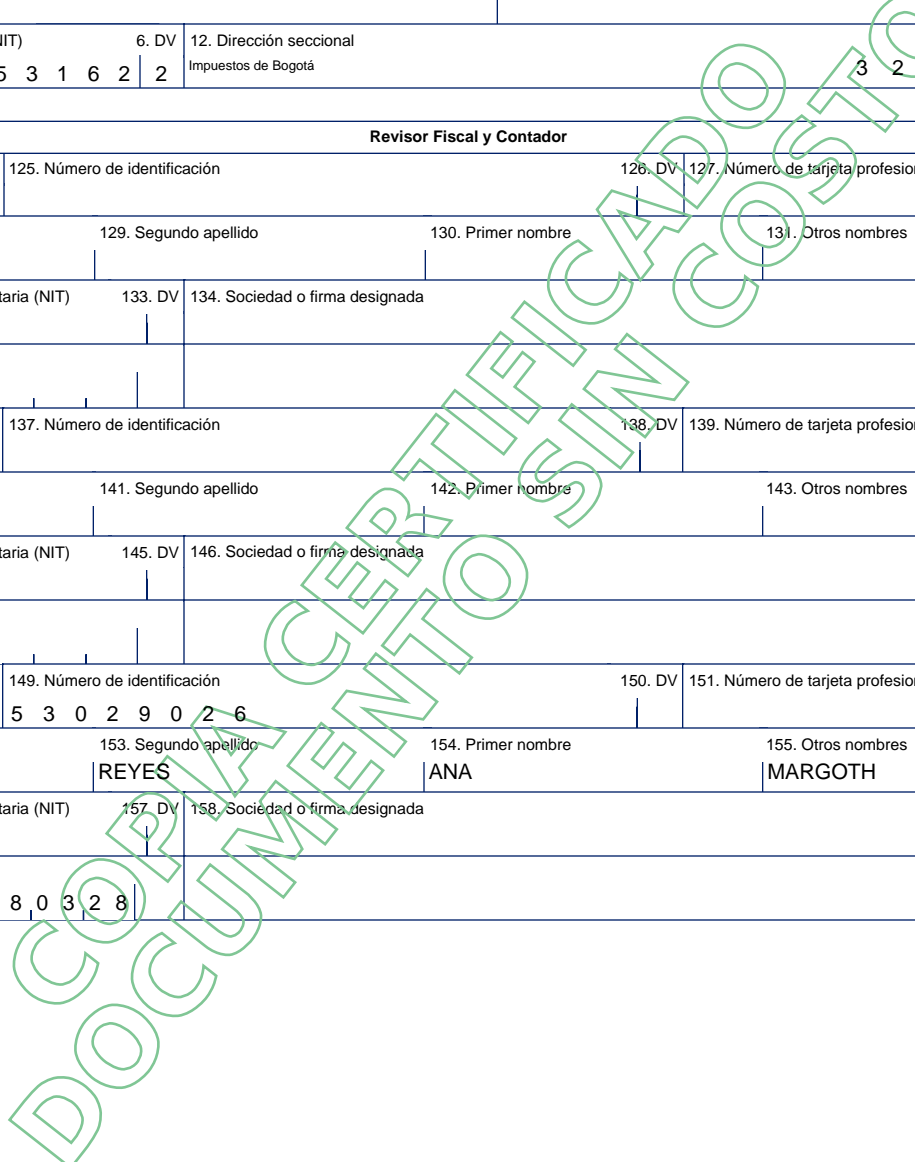 NIT) 6. DV 12. Dirección seccional
5 3 1 6 2 2 Impuestos de Bogotá 3 2
Revisor Fiscal y Contador
125. Número de identificación 126. DV 127. Número de tarjeta profesion
129. Segundo apellido 130. Primer nombre 131. Otros nombres
taria (NIT) 133. DV 134. Sociedad o firma designada
137. Número de identificación 138. DV 139. Número de tarjeta profesion
141. Segundo apellido 142. Primer nombre 143. Otros nombres
taria (NIT) 145. DV 146. Sociedad o firma designada
149. Número de identificación 150. DV 151. Número de tarjeta profesion
5 3 0 2 9 0 2 6
153. Segundo apellido 154. Primer nombre 155. Otros nombres
REYES ANA MARGOTH
taria (NIT) 157. DV 158. Sociedad o firma designada
8 0 3 2 8
COPIA CERTIFICADO
DOCUMENTO SIN COSTO